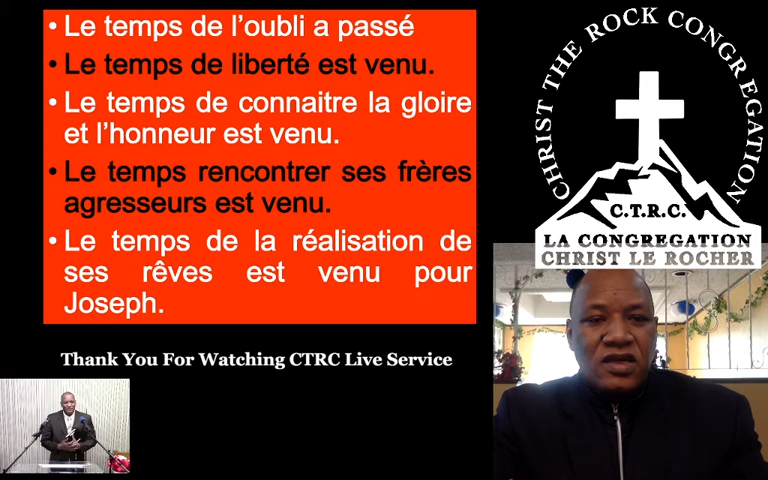 • Le temps de l’oubli a passé
• Le temps de liberté est venu.
• Le temps de connaitre la gloire
et l’honneur est venu.
• Le temps rencontrer ses frères
agresseurs est venu.
• Le temps de la réalisation de
ses rêves est venu pour
Joseph.
Thank You For Watching CTRC Live Service
CHRIST THE ROCK CONGREGATION
C.T.R.C.
LA CONGREGATION
CHRIST LE ROCHER